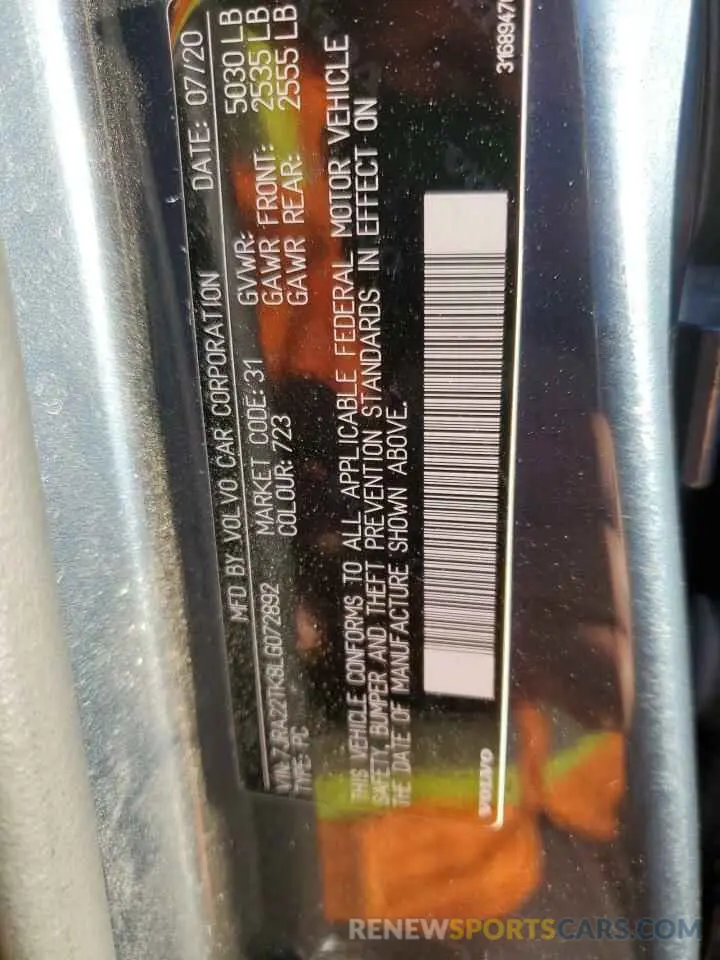 MFD BY VOLVO CAR CORPORATION DATE: 07/20
VIN: 7JRA22TK3LG072892 MARKET CODE: 31 GVWR: 5030 LB
TYPE: PC COLOUR: 723 GAWR FRONT: 2535 LB
GAWR REAR: 2555 LB
THIS VEHICLE CONFORMS TO ALL APPLICABLE FEDERAL MOTOR VEHICLE
SAFETY, BUMPER AND THEFT PREVENTION STANDARDS IN EFFECT ON
THE DATE OF MANUFACTURE SHOWN ABOVE.
VOLVO
RENEWSPORTSCARS.COM